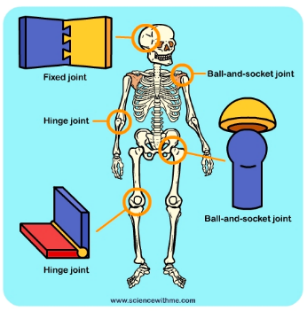 Fixed joint
Ball-and-socket joint
Hinge joint
Ball-and-socket joint
Hinge joint
www.sciencewithme.com